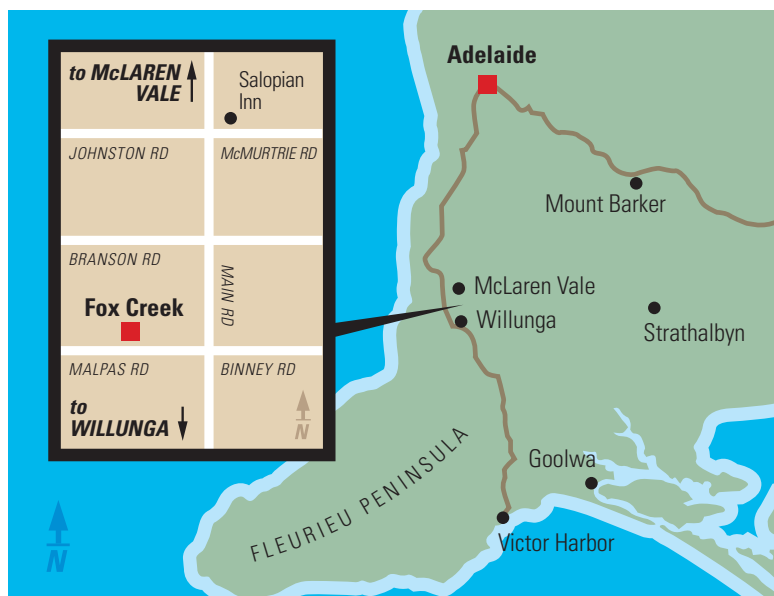 to McLAREN
VALE
Salopian
Inn
JOHNSTON RD
McMURTRIE RD
BRANSON RD
MAIN RD
Fox Creek
MALPAS RD
BINNEY RD
to
WILLUNGA
N
Adelaide
Mount Barker
McLaren Vale
Willunga
Strathalbyn
FLEURIEU PENINSULA
Goolwa
Victor Harbor
N